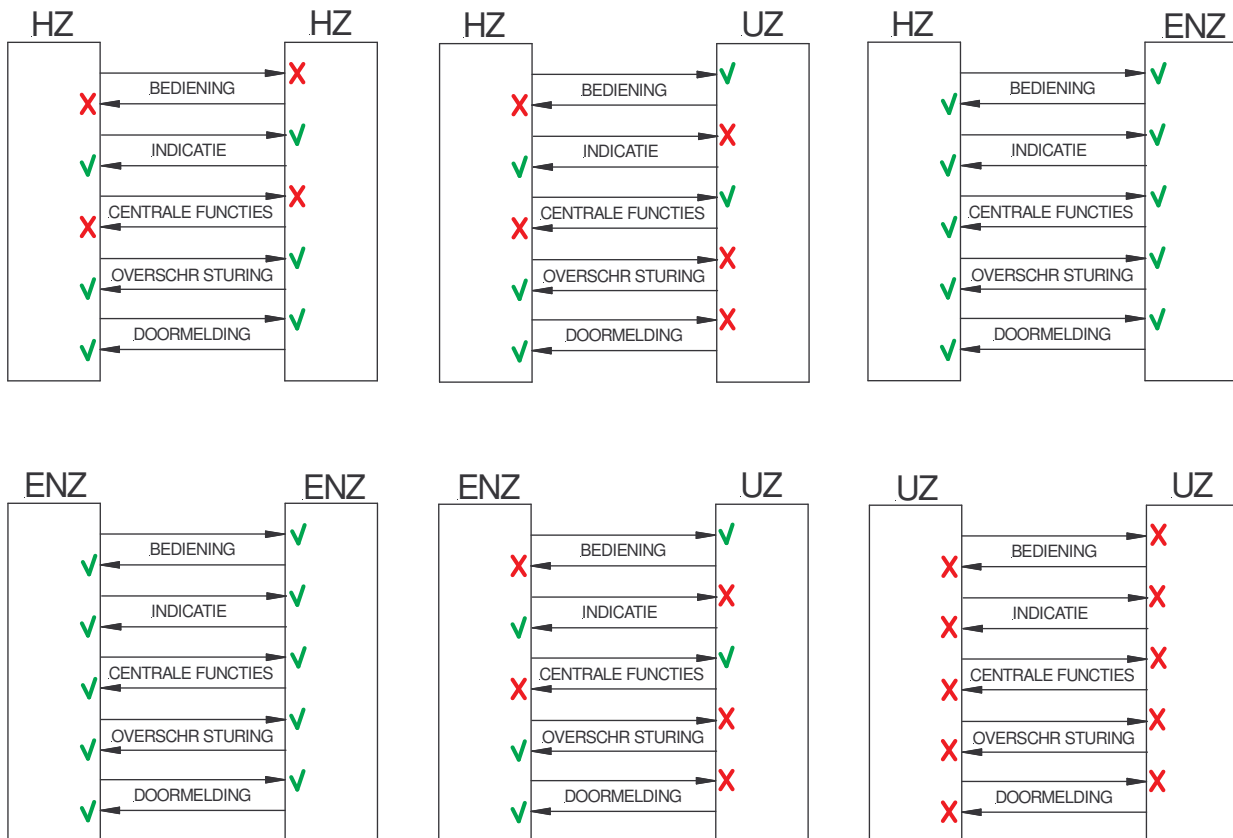 HZ HZ
BEDIENING
INDICATIE
CENTRALE FUNCTIES
OVERSCHR STURING
DOORMELDING
HZ UZ
BEDIENING
INDICATIE
CENTRALE FUNCTIES
OVERSCHR STURING
DOORMELDING
HZ ENZ
BEDIENING
INDICATIE
CENTRALE FUNCTIES
OVERSCHR STURING
DOORMELDING
ENZ ENZ
BEDIENING
INDICATIE
CENTRALE FUNCTIES
OVERSCHR STURING
DOORMELDING
ENZ UZ
BEDIENING
INDICATIE
CENTRALE FUNCTIES
OVERSCHR STURING
DOORMELDING
UZ UZ
BEDIENING
INDICATIE
CENTRALE FUNCTIES
OVERSCHR STURING
DOORMELDING